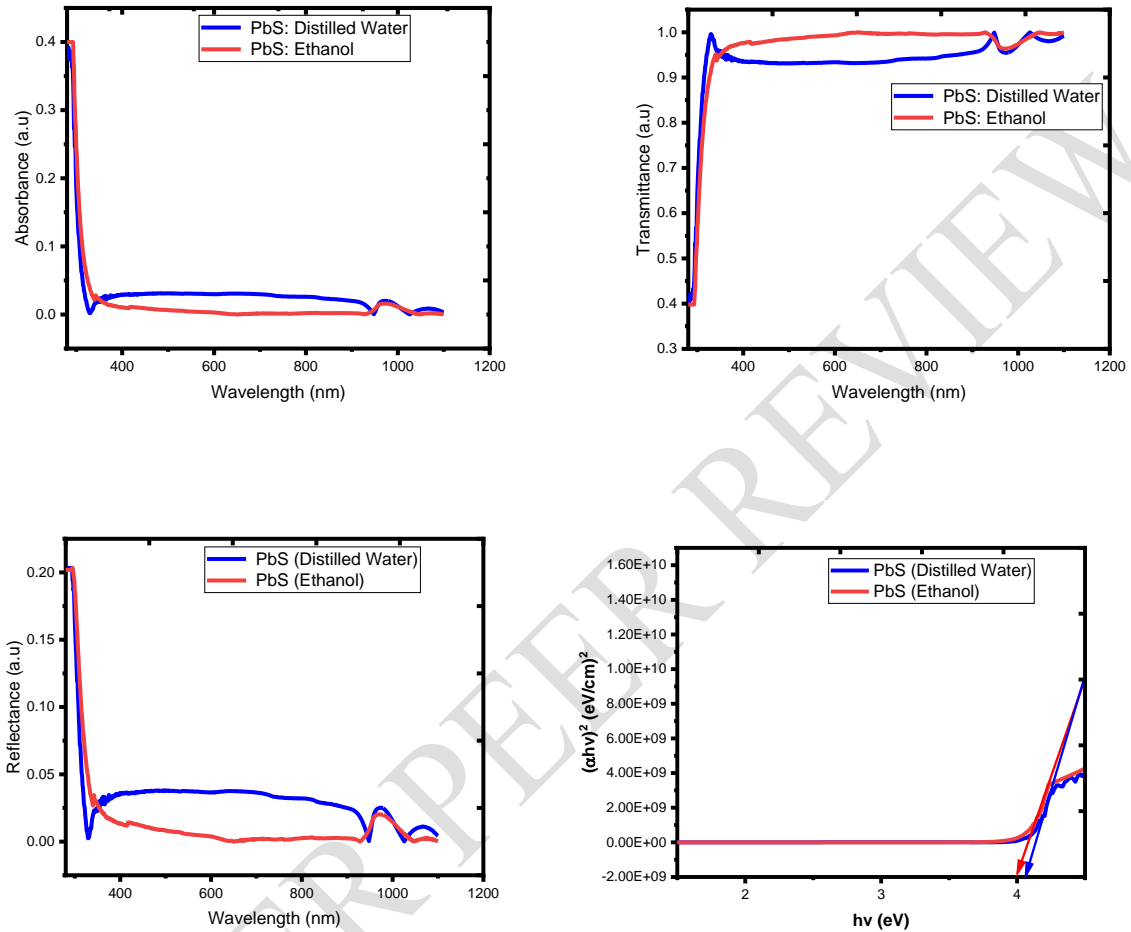 PbS: Distilled Water
PbS: Ethanol
0.4
0.3
0.2
0.1
0.0
Absorbance (a.u)
400 600 800 1000 1200
Wavelength (nm)
PbS: Distilled Water
PbS: Ethanol
1.0
0.9
0.8
0.7
0.6
0.5
0.4
0.3
Transmittance (a.u)
400 600 800 1000 1200
Wavelength (nm)
PbS (Distilled Water)
PbS (Ethanol)
0.20
0.15
0.10
0.05
0.00
Reflectance (a.u)
400 600 800 1000 1200
Wavelength (nm)
PbS (Distilled Water)
PbS (Ethanol)
1.60E+10
1.40E+10
1.20E+10
1.00E+10
8.00E+09
6.00E+09
4.00E+09
2.00E+09
0.00E+00
-2.00E+09
(αhν)² (eV/cm)²
2 3 4
hν (eV)
PEER REVIEW